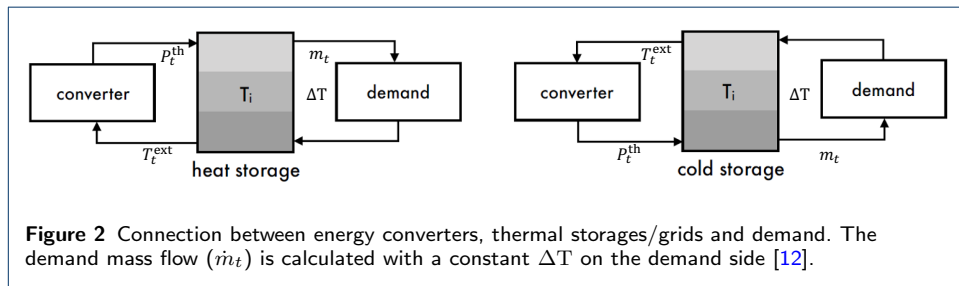 P_t^th
m_t
converter
T_i
ΔT
demand
T_t^ext
heat storage
T_t^ext
converter
T_i
ΔT
demand
P_t^th
m_t
cold storage
Figure 2 Connection between energy converters, thermal storages/grids and demand. The
demand mass flow (ṁ_t) is calculated with a constant ΔT on the demand side [12].